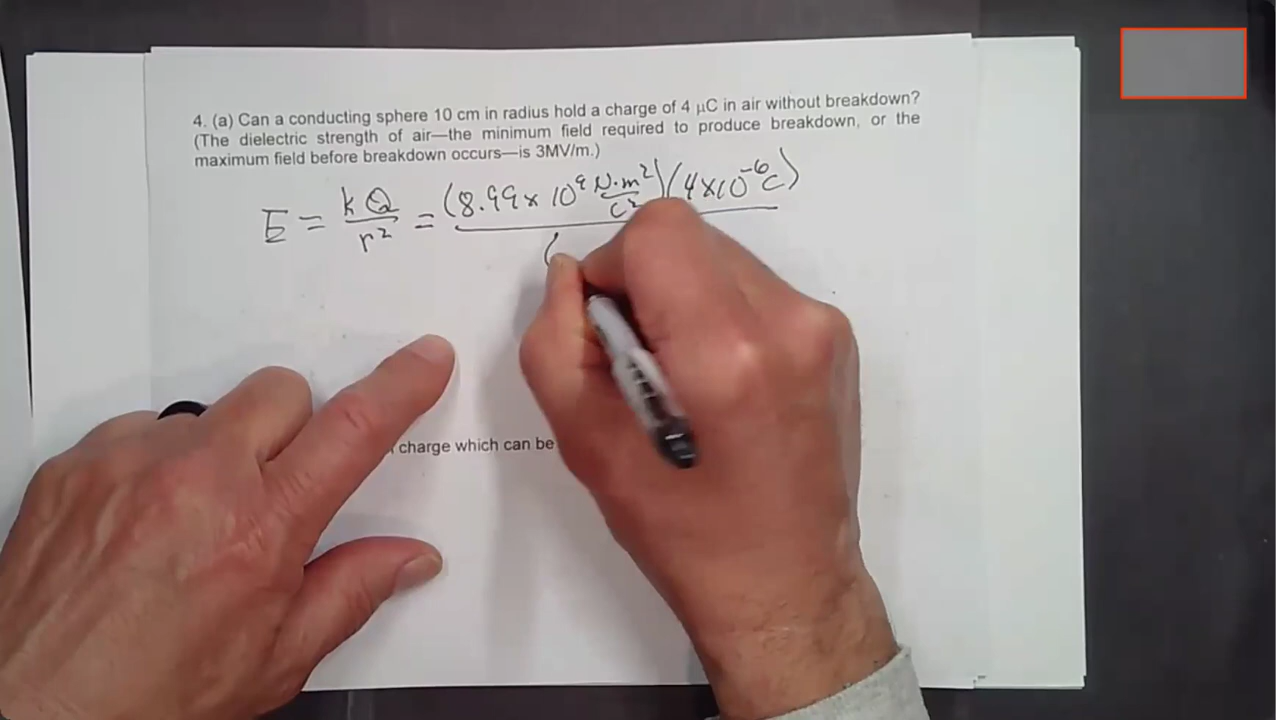 4. (a) Can a conducting sphere 10 cm in radius hold a charge of 4 μC in air without breakdown?
(The dielectric strength of air—the minimum field required to produce breakdown, or the
maximum field before breakdown occurs—is 3MV/m.)
E = kQ/r² = (8.99 × 10⁹ N·m²/C²)(4×10⁻⁶C)
(
charge which can be